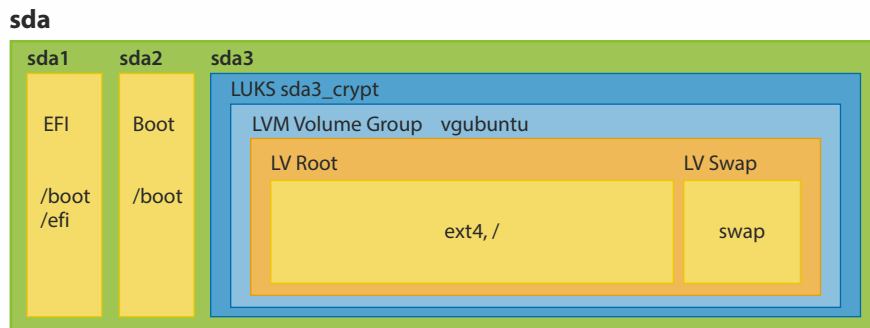 sda
sda1 sda2 sda3
LUKS sda3_crypt
EFI Boot LVM Volume Group vgubuntu
LV Root LV Swap
/boot /boot
/efi
ext4, / swap